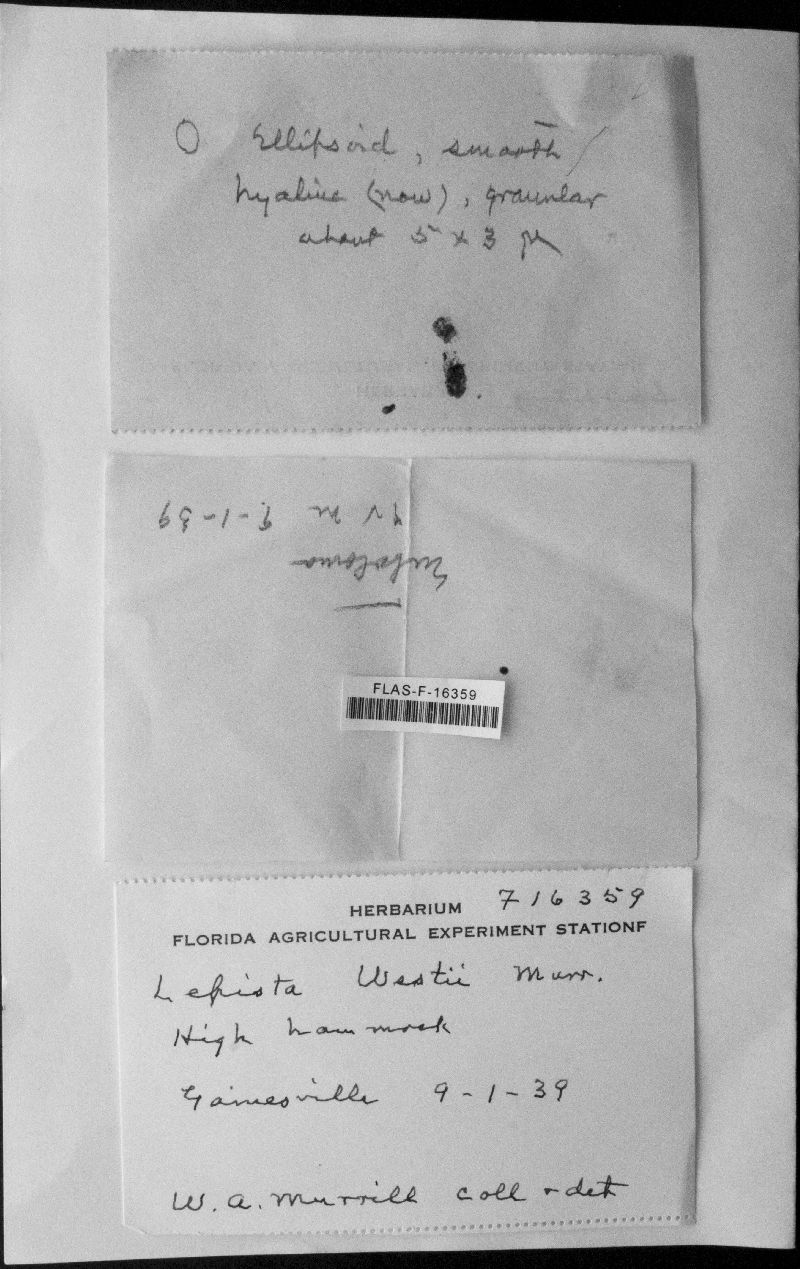 Ellipsoid, smooth
hyaline (now), granular
about 5 x 3 µ
9-1-39
Entoloma
FLAS-F-16359
HERBARIUM 716359
FLORIDA AGRICULTURAL EXPERIMENT STATIONF
Lepista Westii Murr.
High hammock
Gainesville 9-1-39
W. A. Murrill coll + det